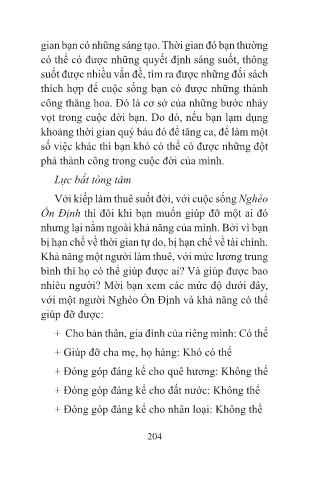 gian bạn có những sáng tạo. Thời gian đó bạn thường
có thể có được những quyết định sáng suốt, thông
suốt được nhiều vấn đề, tìm ra được những đối sách
thích hợp để cuộc sống bạn có được những thành
công thăng hoa. Đó là cơ sở của những bước nhảy
vọt trong cuộc đời bạn. Do đó, nếu bạn lạm dụng
khoảng thời gian quý báu đó để tăng ca, để làm một
số việc khác thì bạn khó có thể có được những đột
phá thành công trong cuộc đời của mình.
Lực bất tòng tâm
Với kiếp làm thuê suốt đời, với cuộc sống Nghèo
Ổn Định thì đôi khi bạn muốn giúp đỡ một ai đó
nhưng lại nằm ngoài khả năng của mình. Bởi vì bạn
bị hạn chế về thời gian tự do, bị hạn chế về tài chính.
Khả năng một người làm thuê, với mức lương trung
bình thì họ có thể giúp được ai? Và giúp được bao
nhiêu người? Mời bạn xem các mức độ dưới đây,
với một người Nghèo Ổn Định và khả năng có thể
giúp đỡ được:
+ Cho bản thân, gia đình của riêng mình: Có thể
+ Giúp đỡ cha mẹ, họ hàng: Khó có thể
+ Đóng góp đáng kể cho quê hương: Không thể
+ Đóng góp đáng kể cho đất nước: Không thể
+ Đóng góp đáng kể cho nhân loại: Không thể
204